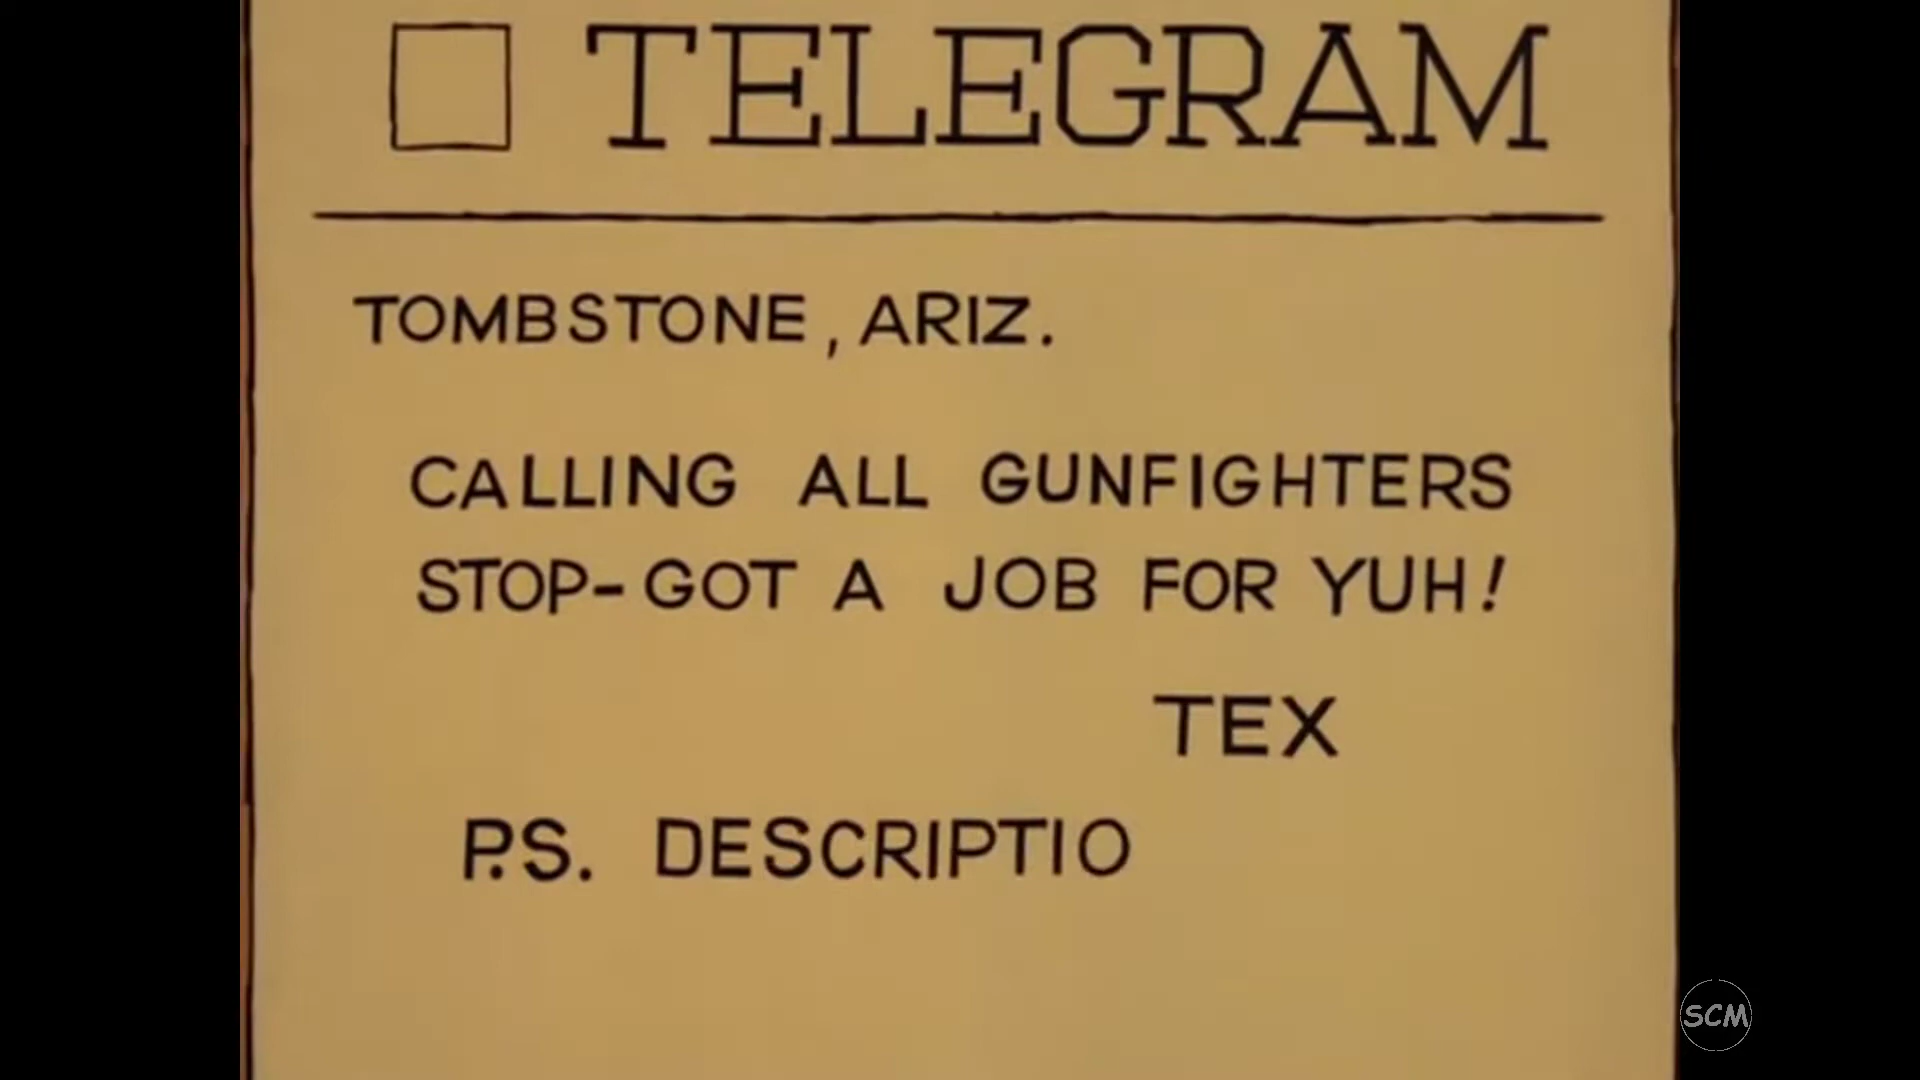 TELEGRAM
TOMBSTONE, ARIZ.
CALLING ALL GUNFIGHTERS
STOP-GOT A JOB FOR YUH!
TEX
P.S. DESCRIPTIO
SCM